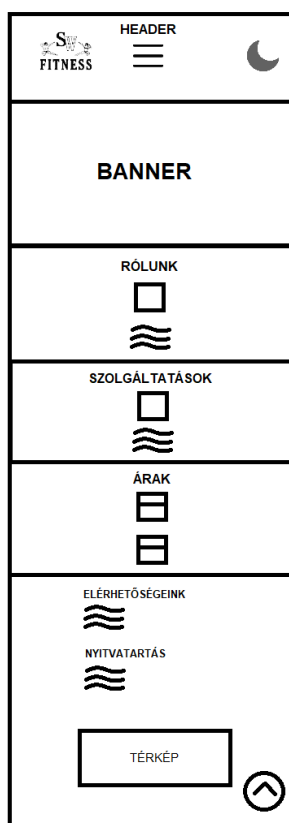 HEADER
SW
FITNESS
BANNER
RÓLUNK
SZOLGÁLTATÁSOK
ÁRAK
ELÉRHETŐSÉGEINK
NYITVATARTÁS
TÉRKÉP